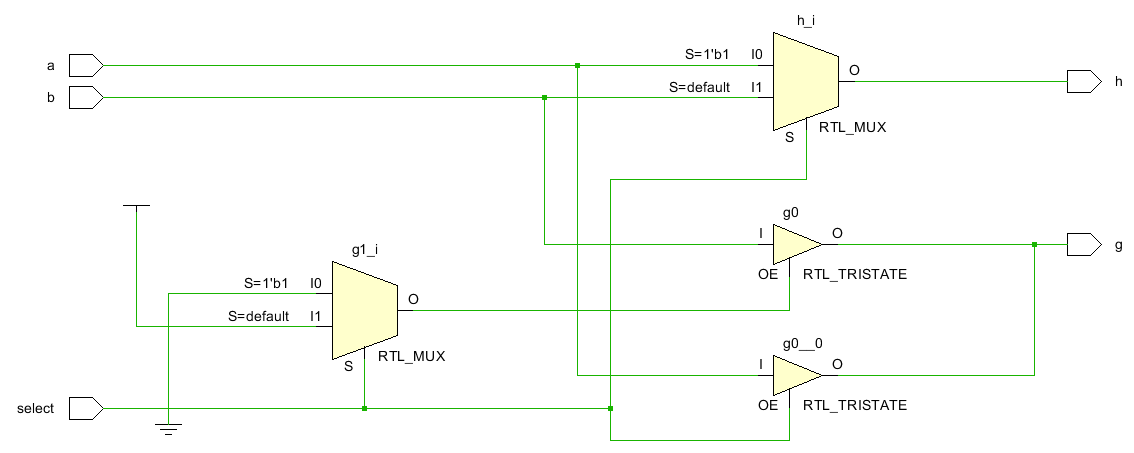 h_i
a
S=1'b1 I0
O
h
b
S=default I1
S
RTL_MUX
g0
I
O
g
g1_i
OE
RTL_TRISTATE
S=1'b1 I0
O
S=default I1
g0__0
S
RTL_MUX
I
O
select
OE
RTL_TRISTATE